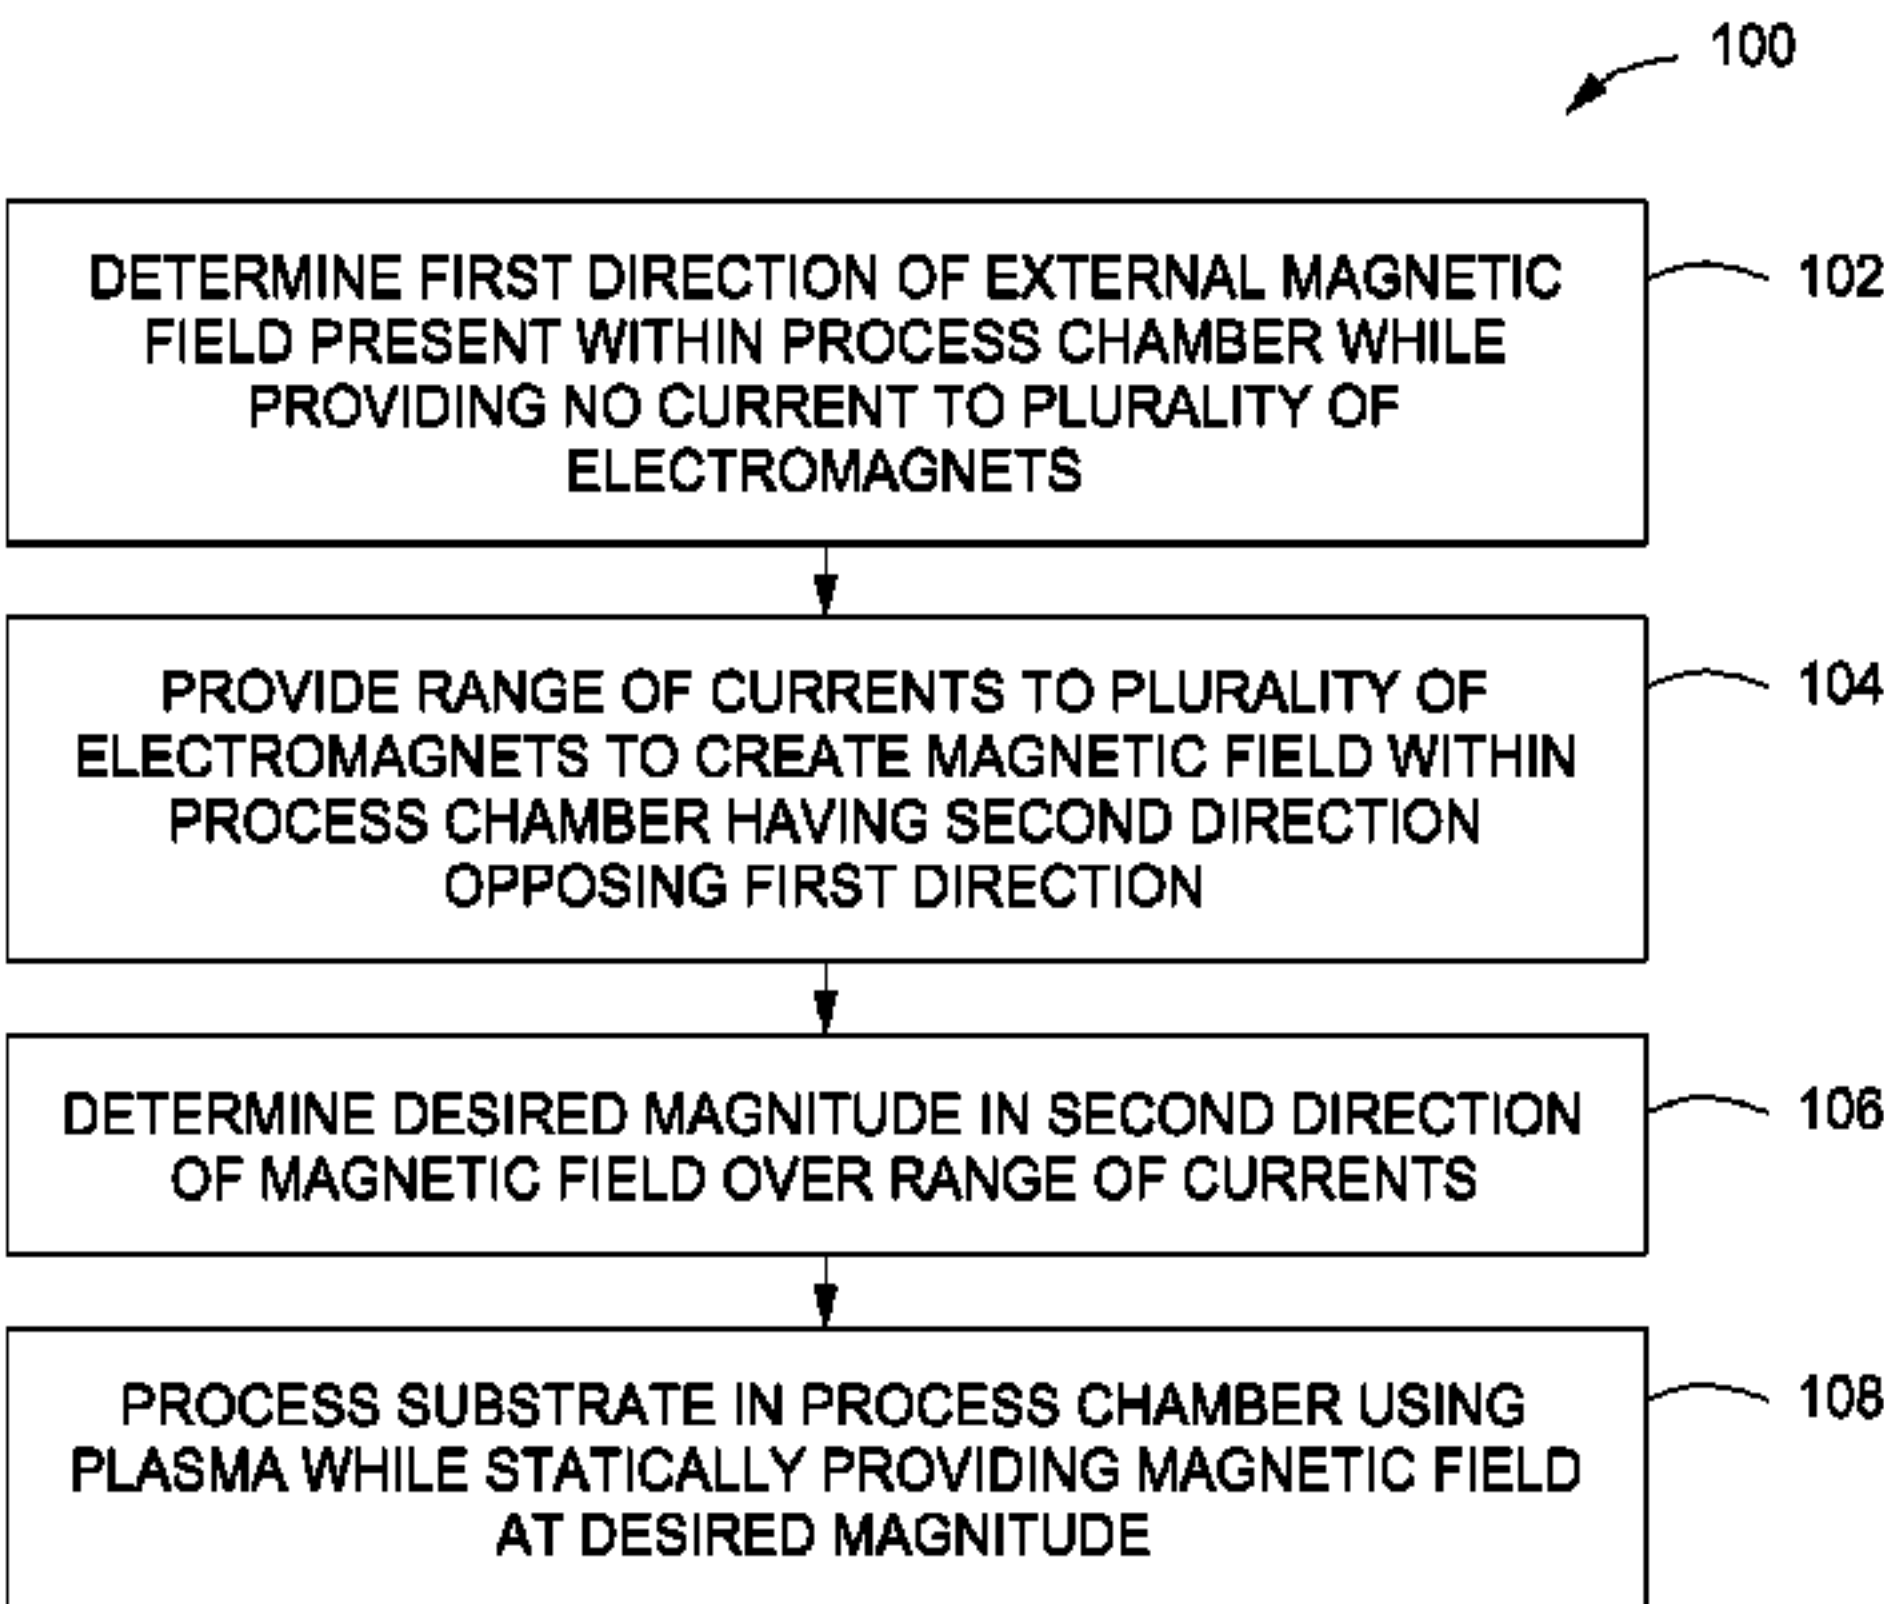 100
DETERMINE FIRST DIRECTION OF EXTERNAL MAGNETIC
FIELD PRESENT WITHIN PROCESS CHAMBER WHILE
PROVIDING NO CURRENT TO PLURALITY OF
ELECTROMAGNETS
102
PROVIDE RANGE OF CURRENTS TO PLURALITY OF
ELECTROMAGNETS TO CREATE MAGNETIC FIELD WITHIN
PROCESS CHAMBER HAVING SECOND DIRECTION
OPPOSING FIRST DIRECTION
104
DETERMINE DESIRED MAGNITUDE IN SECOND DIRECTION
OF MAGNETIC FIELD OVER RANGE OF CURRENTS
106
PROCESS SUBSTRATE IN PROCESS CHAMBER USING
PLASMA WHILE STATICALLY PROVIDING MAGNETIC FIELD
AT DESIRED MAGNITUDE
108